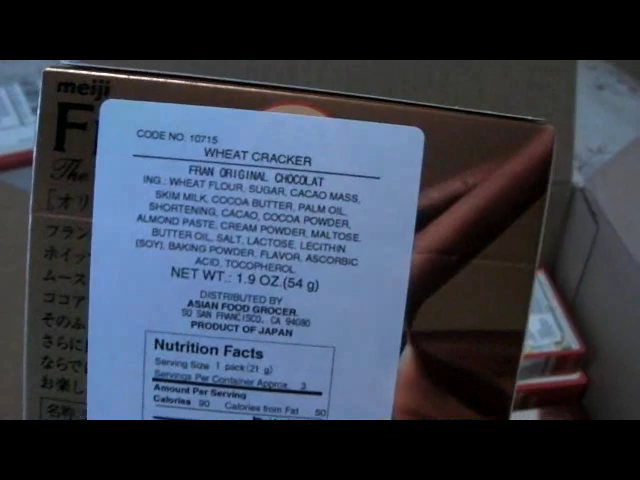 meiji
The
CODE NO. 10715
WHEAT CRACKER
FRAN ORIGINAL CHOCOLAT
ING.: WHEAT FLOUR, SUGAR, CACAO MASS,
SKIM MILK, COCOA BUTTER, PALM OIL,
SHORTENING, CACAO, COCOA POWDER,
ALMOND PASTE, CREAM POWDER, MALTOSE,
BUTTER OIL, SALT, LACTOSE, LECITHIN
(SOY), BAKING POWDER, FLAVOR, ASCORBIC
ACID, TOCOPHEROL
NET WT.: 1.9 OZ.(54 g)
DISTRIBUTED BY
ASIAN FOOD GROCER.
SO SAN FRANCISCO, CA 94080
PRODUCT OF JAPAN
Nutrition Facts
Serving Size 1 pack(21 g)
Servings Per Container Approx. 3
Amount Per Serving
Calories 90 Calories from Fat 50
「オリ
フラン
ホイッ
ムース
ココア
そのふ
さらに
ならで
お楽し
名称